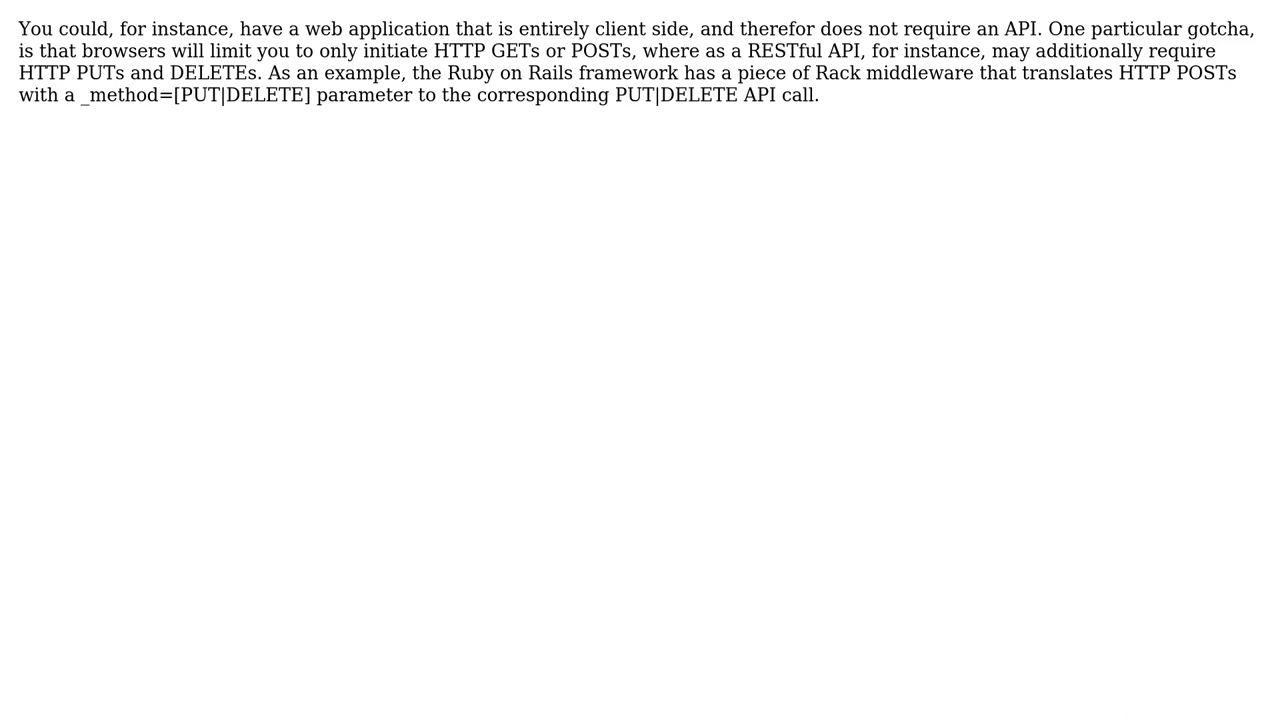 You could, for instance, have a web application that is entirely client side, and therefor does not require an API. One particular gotcha,
is that browsers will limit you to only initiate HTTP GETs or POSTs, where as a RESTful API, for instance, may additionally require
HTTP PUTs and DELETEs. As an example, the Ruby on Rails framework has a piece of Rack middleware that translates HTTP POSTs
with a _method=[PUT|DELETE] parameter to the corresponding PUT|DELETE API call.